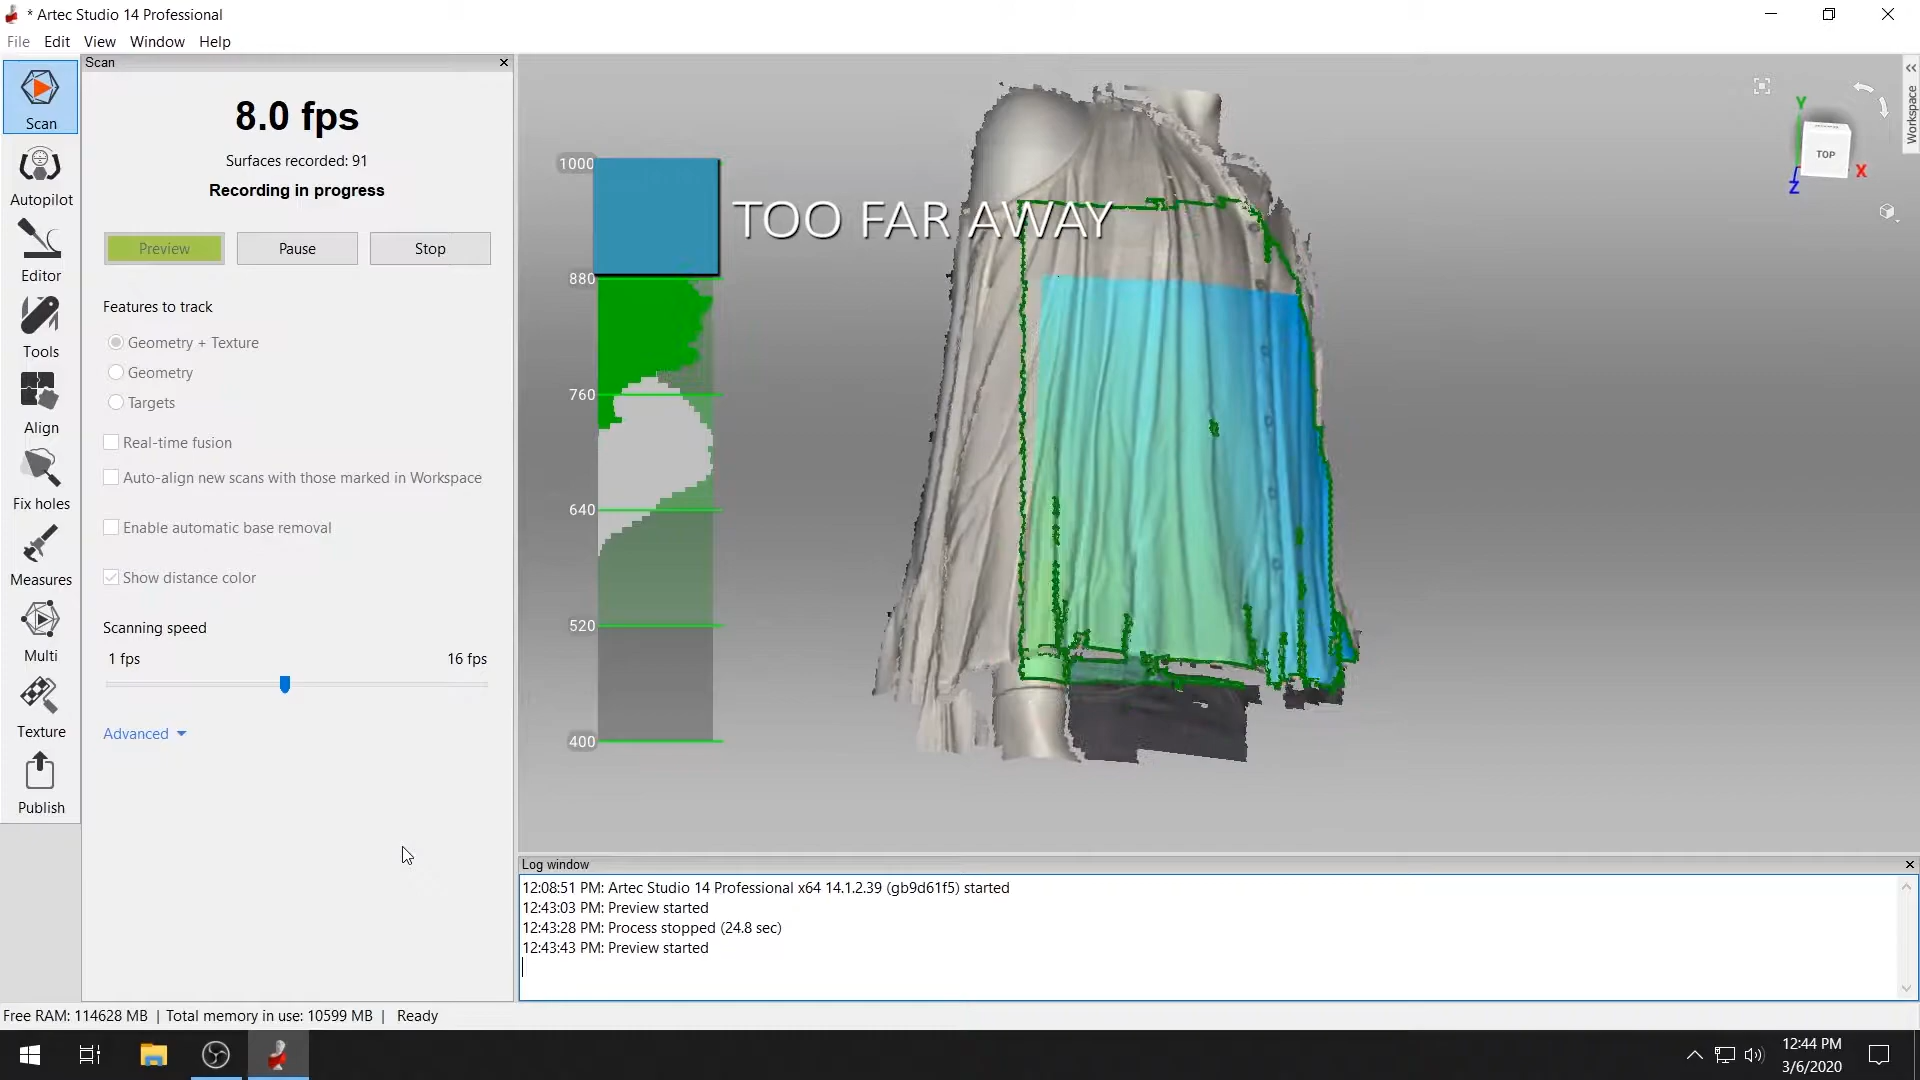 * Artec Studio 14 Professional
File Edit View Window Help
Scan
Autopilot
Editor
Tools
Align
Fix holes
Measures
Multi
Texture
Publish
Scan
8.0 fps
Surfaces recorded: 91
Recording in progress
Preview Pause Stop
Features to track
Geometry + Texture
Geometry
Targets
Real-time fusion
Auto-align new scans with those marked in Workspace
Enable automatic base removal
Show distance color
Scanning speed
1 fps 16 fps
Advanced
1000
880
760
640
520
400
TOO FAR AWAY
Y
TOP
X
Z
Workspace
Log window
12:08:51 PM: Artec Studio 14 Professional x64 14.1.2.39 (gb9d61f5) started
12:43:03 PM: Preview started
12:43:28 PM: Process stopped (24.8 sec)
12:43:43 PM: Preview started
Free RAM: 114628 MB | Total memory in use: 10599 MB | Ready
12:44 PM
3/6/2020